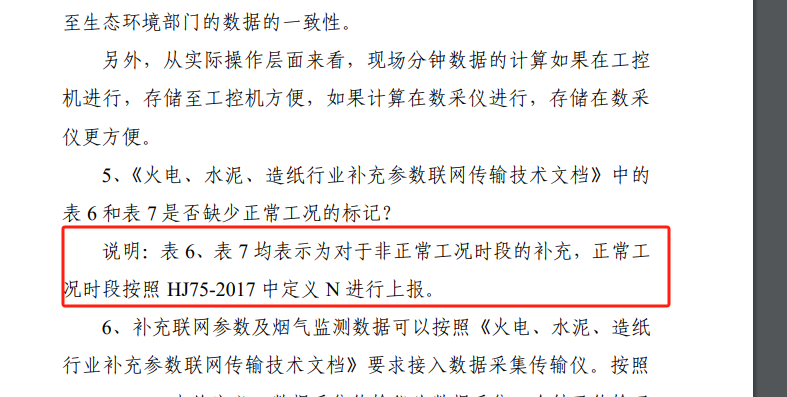 至生态环境部门的数据的一致性。
另外，从实际操作层面来看，现场分钟数据的计算如果在工控
机进行，存储至工控机方便，如果计算在数采仪进行，存储在数采
仪更方便。
5、《火电、水泥、造纸行业补充参数联网传输技术文档》中的
表 6 和表 7 是否缺少正常工况的标记？
说明：表 6、表 7 均表示为对于非正常工况时段的补充，正常工
况时段按照 HJ75-2017 中定义 N 进行上报。
6、补充联网参数及烟气监测数据可以按照《火电、水泥、造纸
行业补充参数联网传输技术文档》要求接入数据采集传输仪。按照